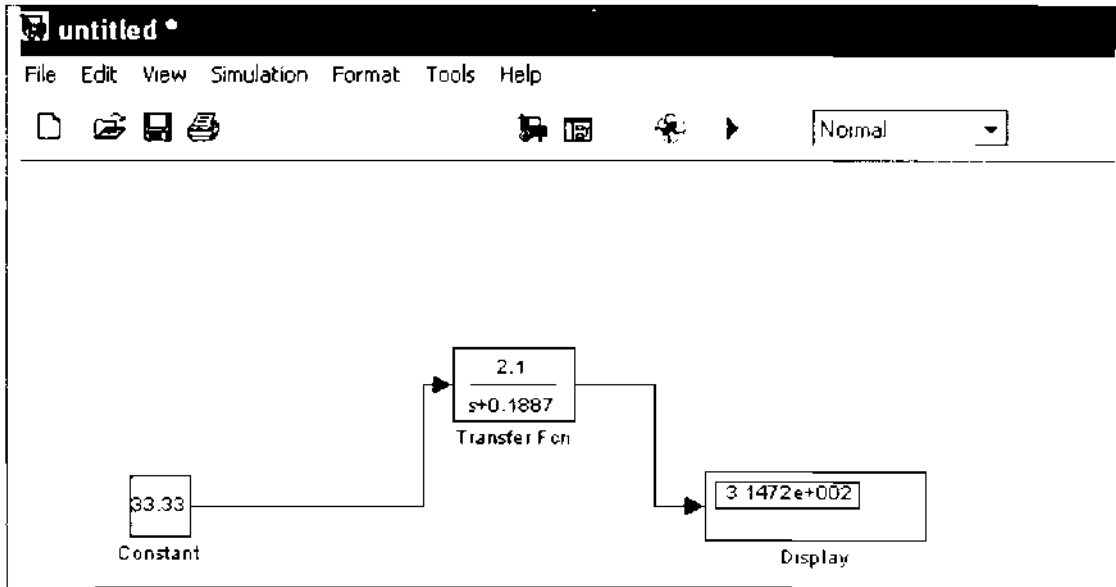 untitled *
File Edit View Simulation Format Tools Help
Normal
2.1
s+0.1887
Transfer Fcn
33.33
Constant
3.1472e+002
Display